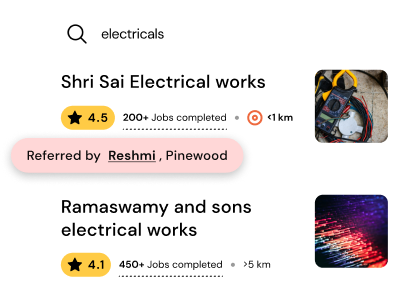 electricals
Shri Sai Electrical works
4.5 200+ Jobs completed • <1 km
Referred by Reshmi , Pinewood
Ramaswamy and sons
electrical works
4.1 450+ Jobs completed • >5 km